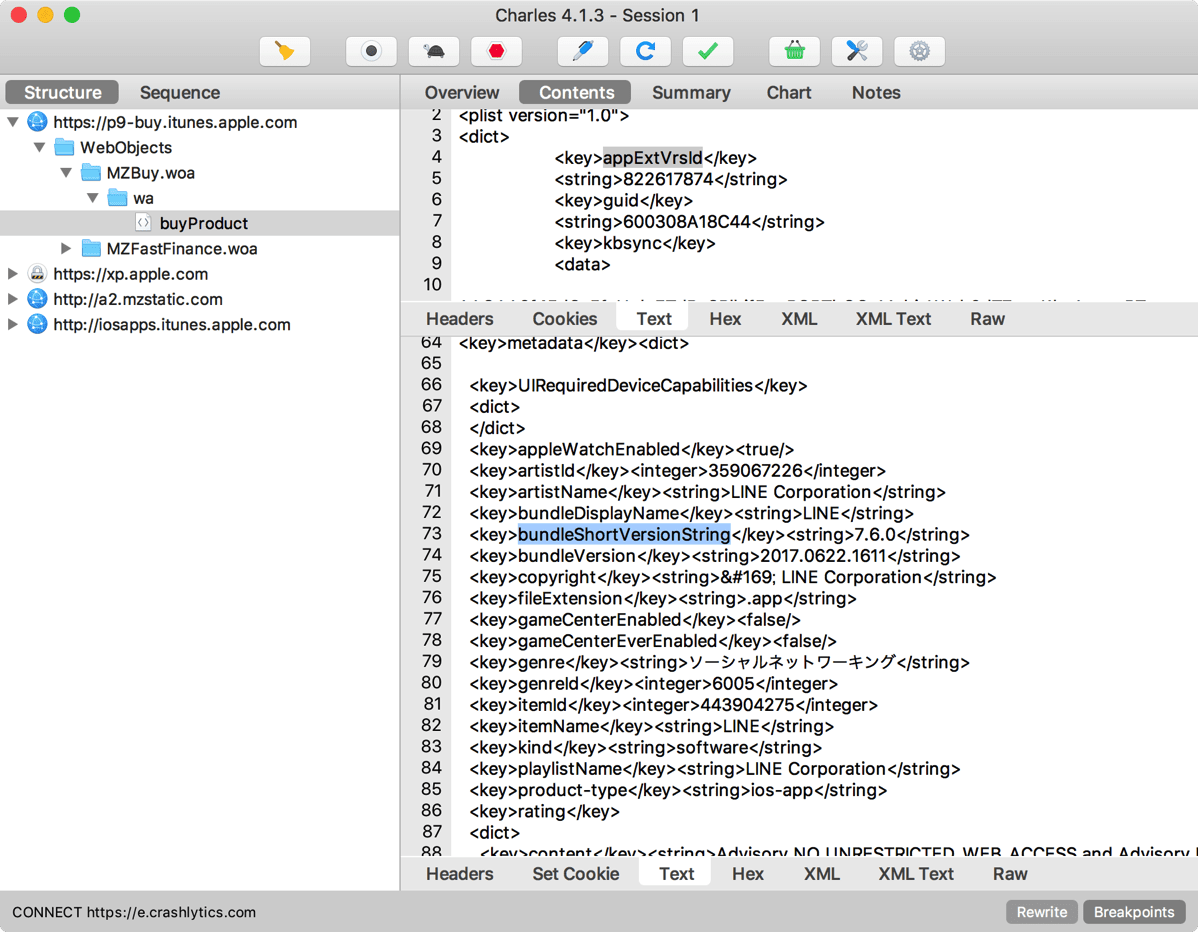 Charles 4.1.3 - Session 1
Structure Sequence
https://p9-buy.itunes.apple.com
WebObjects
MZBuy.woa
wa
buyProduct
MZFastFinance.woa
https://xp.apple.com
http://a2.mzstatic.com
http://iosapps.itunes.apple.com
Overview Contents Summary Chart Notes
2 <plist version="1.0">
3 <dict>
4 <key>appExtVrsId</key>
5 <string>822617874</string>
6 <key>guid</key>
7 <string>600308A18C44</string>
8 <key>kbsync</key>
9 <data>
10
Headers Cookies Text Hex XML XML Text Raw
64 <key>metadata</key><dict>
65
66 <key>UIRequiredDeviceCapabilities</key>
67 <dict>
68 </dict>
69 <key>appleWatchEnabled</key><true/>
70 <key>artistId</key><integer>359067226</integer>
71 <key>artistName</key><string>LINE Corporation</string>
72 <key>bundleDisplayName</key><string>LINE</string>
73 <key>bundleShortVersionString</key><string>7.6.0</string>
74 <key>bundleVersion</key><string>2017.0622.1611</string>
75 <key>copyright</key><string>&#169; LINE Corporation</string>
76 <key>fileExtension</key><string>.app</string>
77 <key>gameCenterEnabled</key><false/>
78 <key>gameCenterEverEnabled</key><false/>
79 <key>genre</key><string>ソーシャルネットワーキング</string>
80 <key>genreId</key><integer>6005</integer>
81 <key>itemId</key><integer>443904275</integer>
82 <key>itemName</key><string>LINE</string>
83 <key>kind</key><string>software</string>
84 <key>playlistName</key><string>LINE Corporation</string>
85 <key>product-type</key><string>ios-app</string>
86 <key>rating</key>
87 <dict>
88 <key>content</key><string>Advisory NO UNRESTRICTED_WEB_ACCESS and Advisory
Headers Set Cookie Text Hex XML XML Text Raw
CONNECT https://e.crashlytics.com
Rewrite Breakpoints